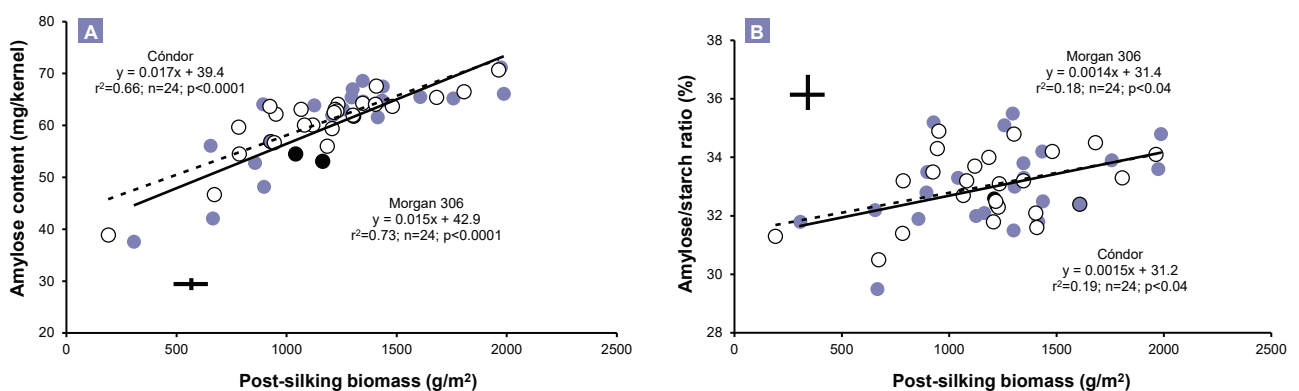 A
Amylose content (mg/kernel)
80
70
60
50
40
30
20
Cóndor
y = 0.017x + 39.4
r²=0.66; n=24; p<0.0001
Morgan 306
y = 0.015x + 42.9
r²=0.73; n=24; p<0.0001
0
500
1000
1500
2000
2500
Post-silking biomass (g/m²)
B
Amylose/starch ratio (%)
38
36
34
32
30
28
Morgan 306
y = 0.0014x + 31.4
r²=0.18; n=24; p<0.04
Cóndor
y = 0.0015x + 31.2
r²=0.19; n=24; p<0.04
0
500
1000
1500
2000
2500
Post-silking biomass (g/m²)